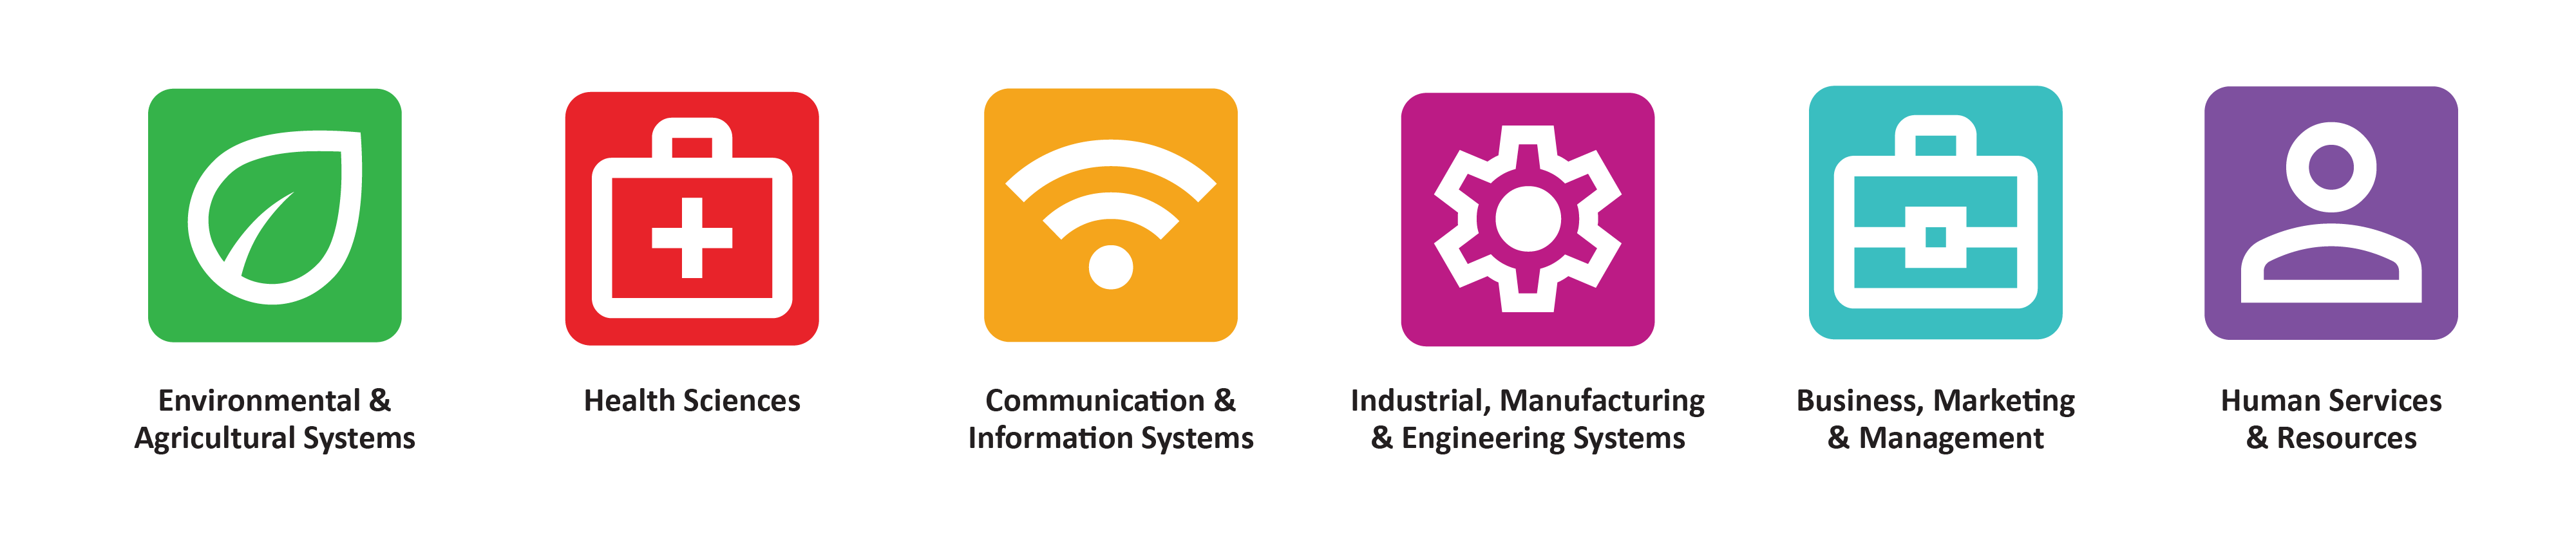 Environmental &
Agricultural Systems
Health Sciences
Communication &
Information Systems
Industrial, Manufacturing
& Engineering Systems
Business, Marketing
& Management
Human Services
& Resources